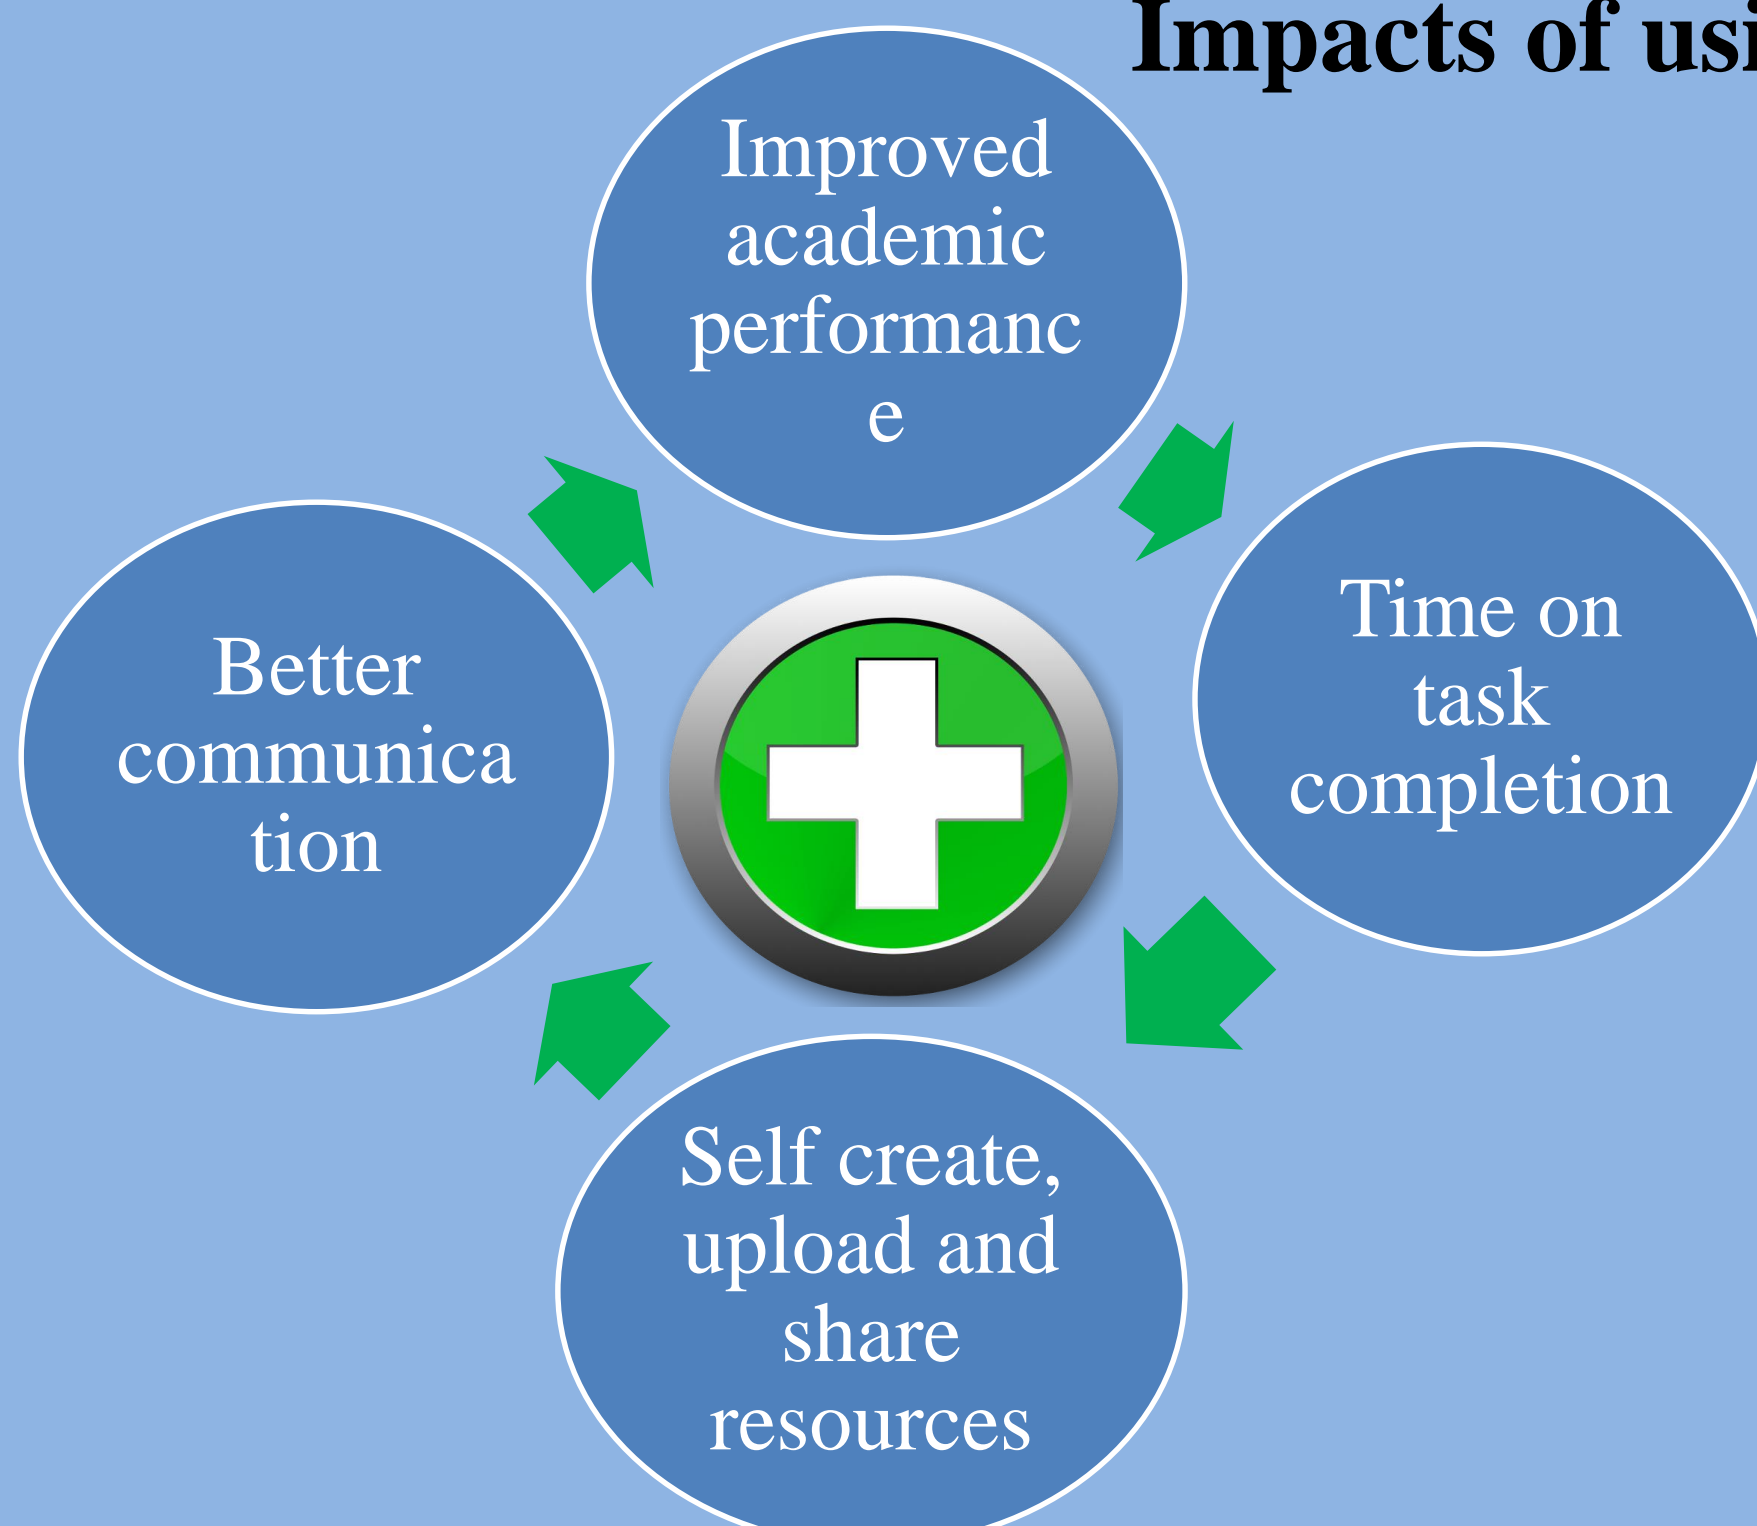 Impacts of usi
Improved
academic
performanc
e
Time on
task
completion
Better
communica
tion
Self create,
upload and
share
resources